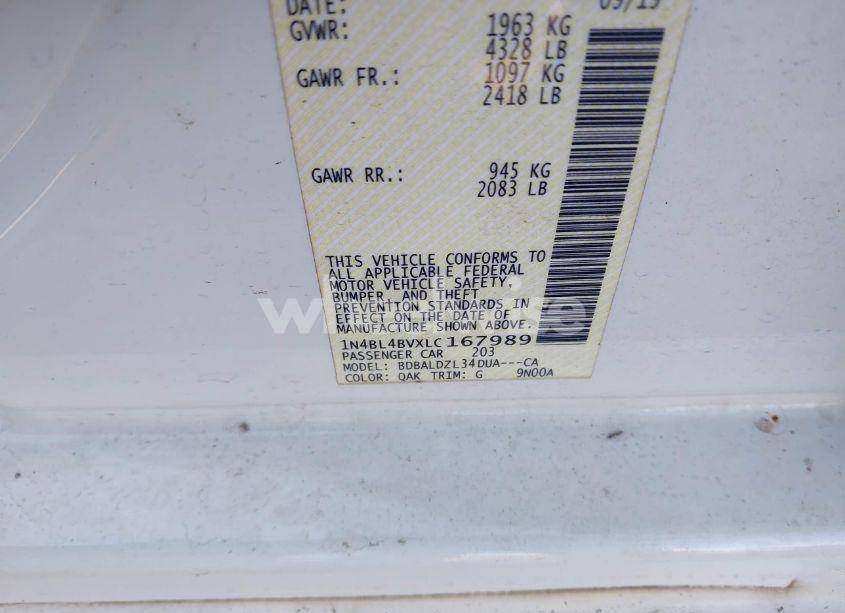 DATE: 09/19
GVWR: 1963 KG
4328 LB
GAWR FR.: 1097 KG
2418 LB
GAWR RR.: 945 KG
2083 LB
THIS VEHICLE CONFORMS TO
ALL APPLICABLE FEDERAL
MOTOR VEHICLE SAFETY,
BUMPER, AND THEFT
PREVENTION STANDARDS IN
EFFECT ON THE DATE OF
MANUFACTURE SHOWN ABOVE.
1N4BL4BVXLC167989
PASSENGER CAR 203
MODEL: BDBALDZL34DUA---CA
COLOR: QAK TRIM: G 9N00A